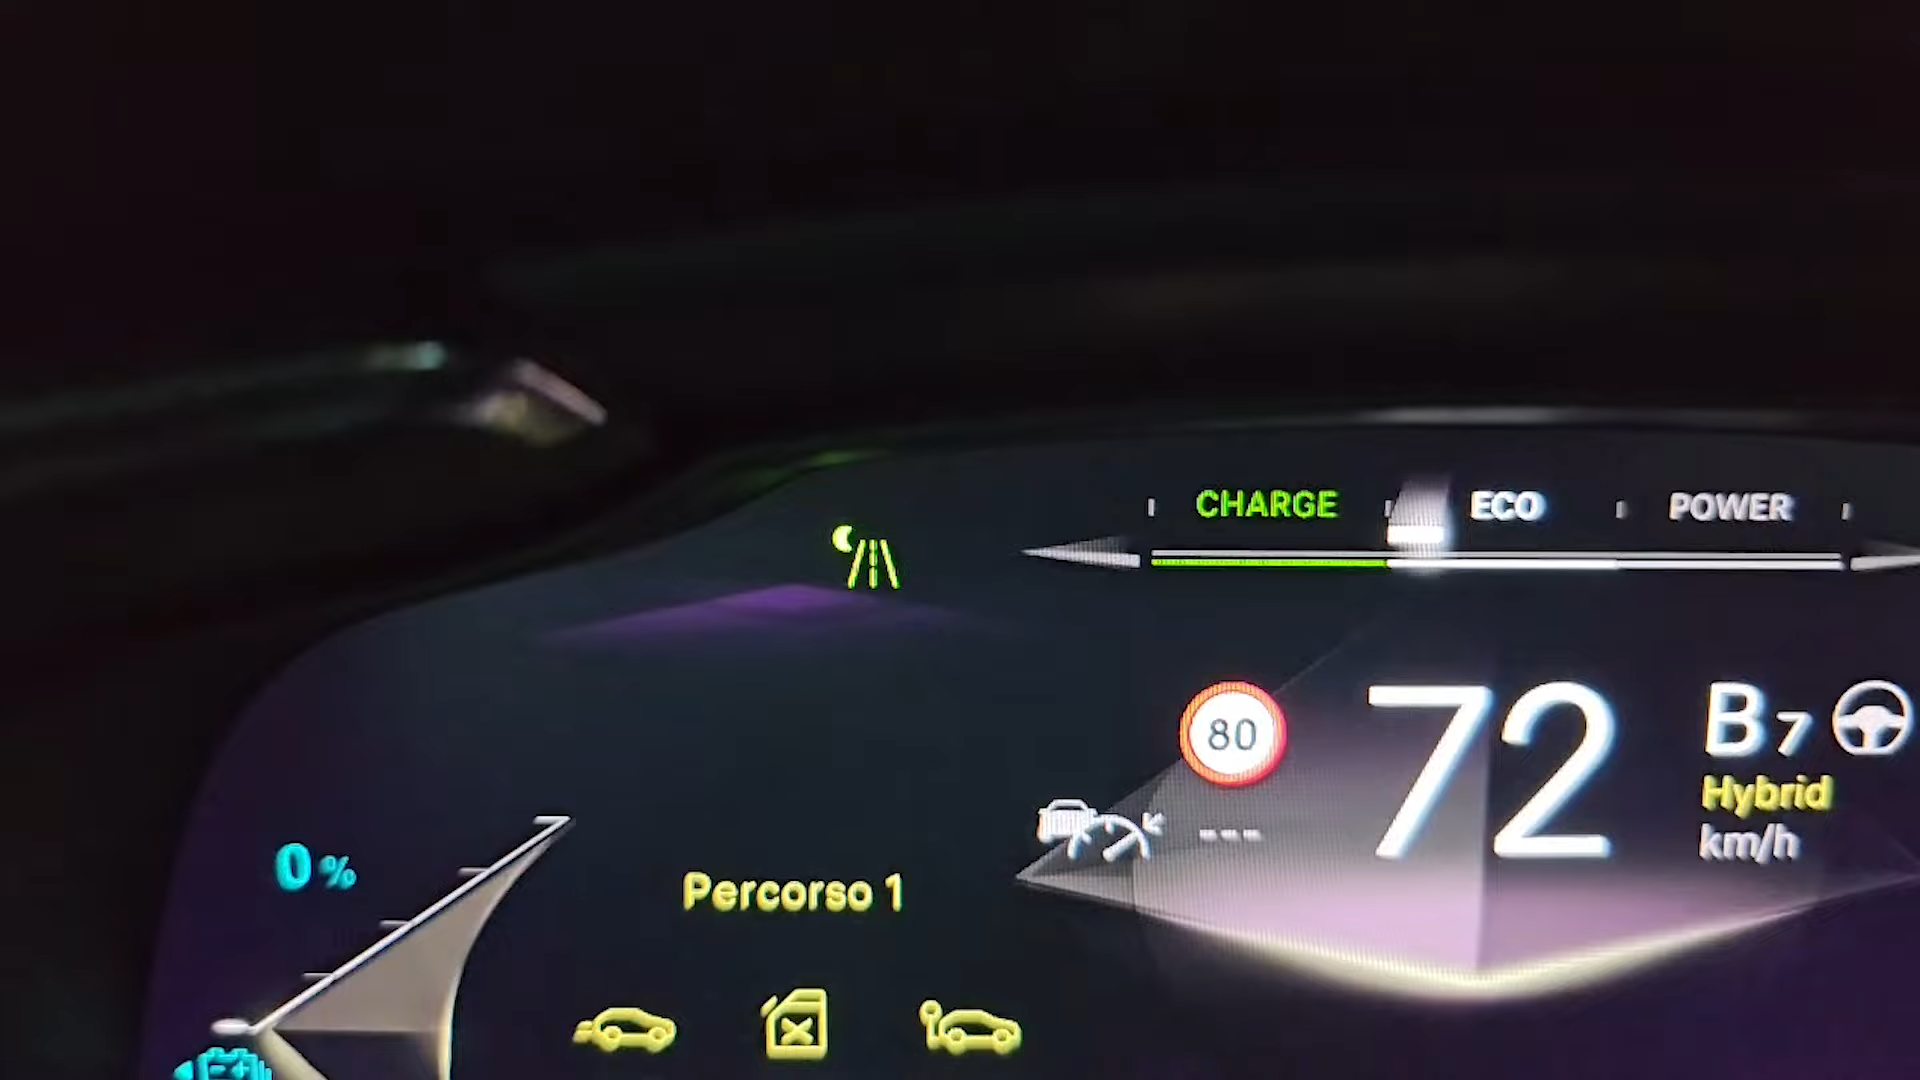 CHARGE ECO POWER
80 72 B7
Hybrid
km/h
---
0%
Percorso 1